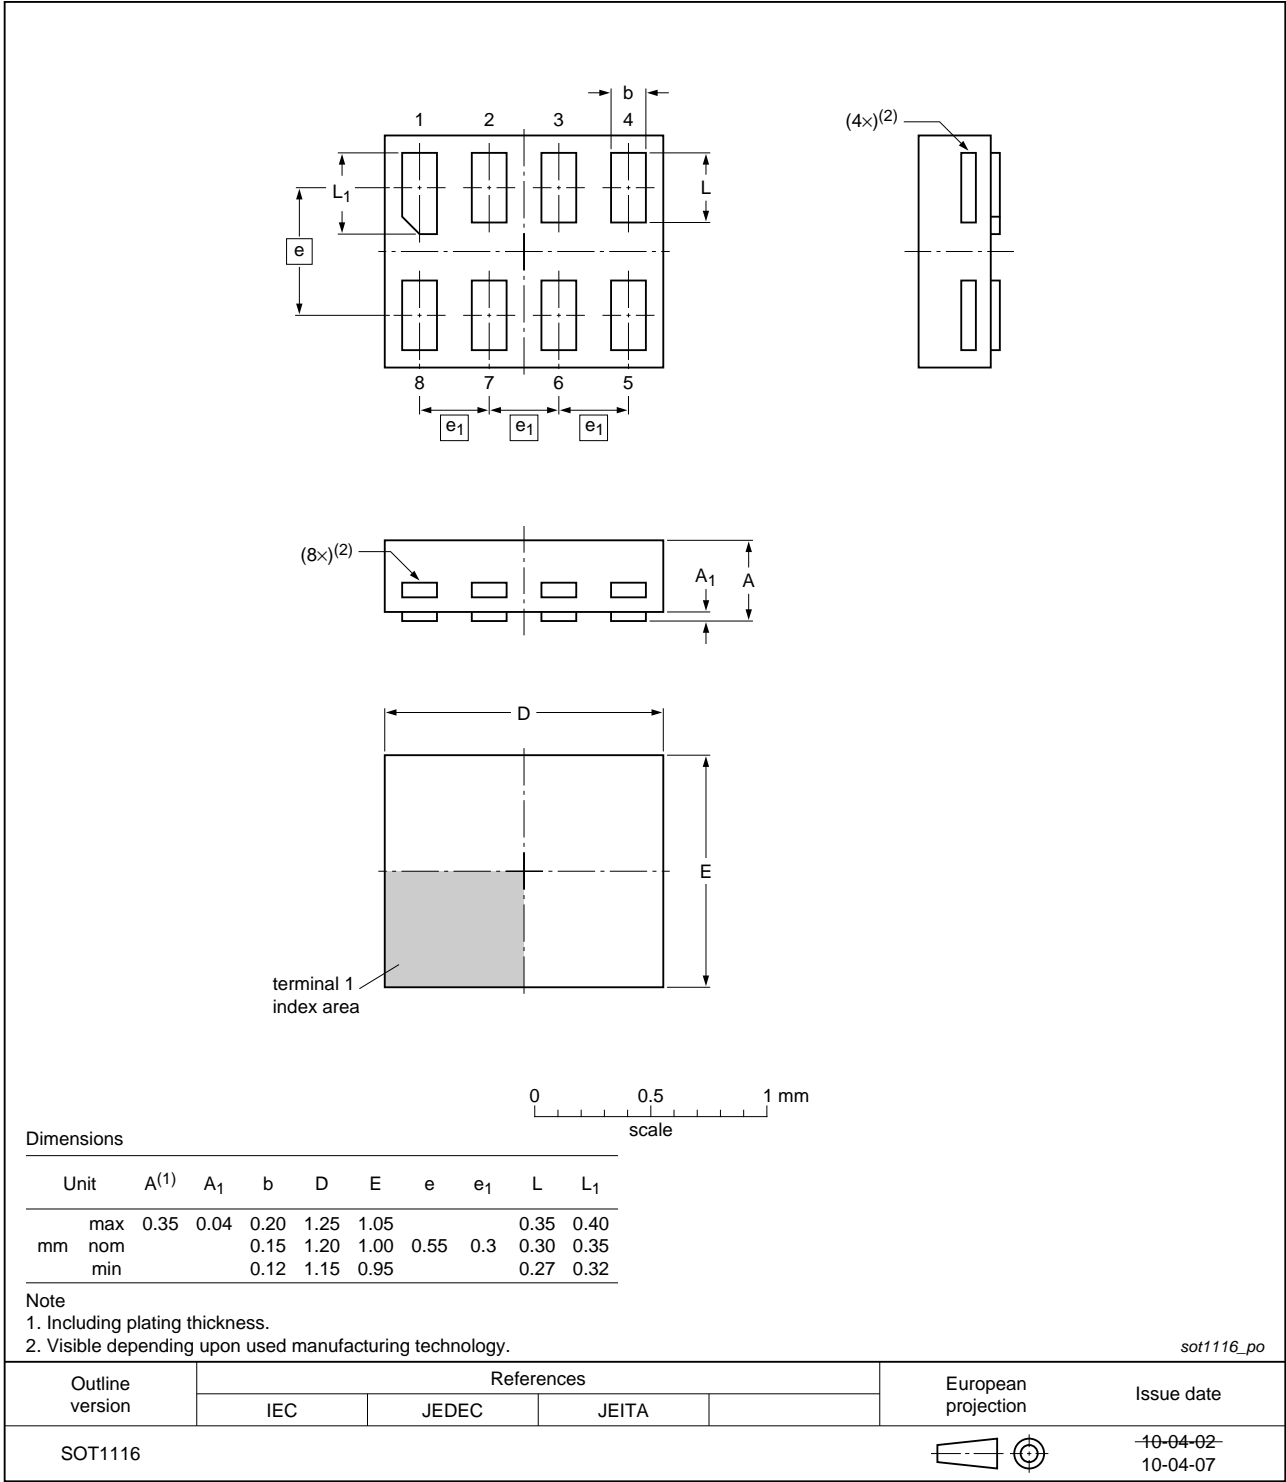 b
1 2 3 4
(4×)(2)
L1
L
e
8 7 6 5
e1 e1 e1
(8×)(2)
A1
A
D
E
terminal 1
index area
0 0.5 1 mm
scale
Dimensions
Unit A(1) A1 b D E e e1 L L1
max 0.35 0.04 0.20 1.25 1.05 0.35 0.40
mm nom 0.15 1.20 1.00 0.55 0.3 0.30 0.35
min 0.12 1.15 0.95 0.27 0.32
Note
1. Including plating thickness.
2. Visible depending upon used manufacturing technology.
sot1116_po
Outline
version
References
IEC JEDEC JEITA
European
projection
Issue date
SOT1116
10-04-02
10-04-07